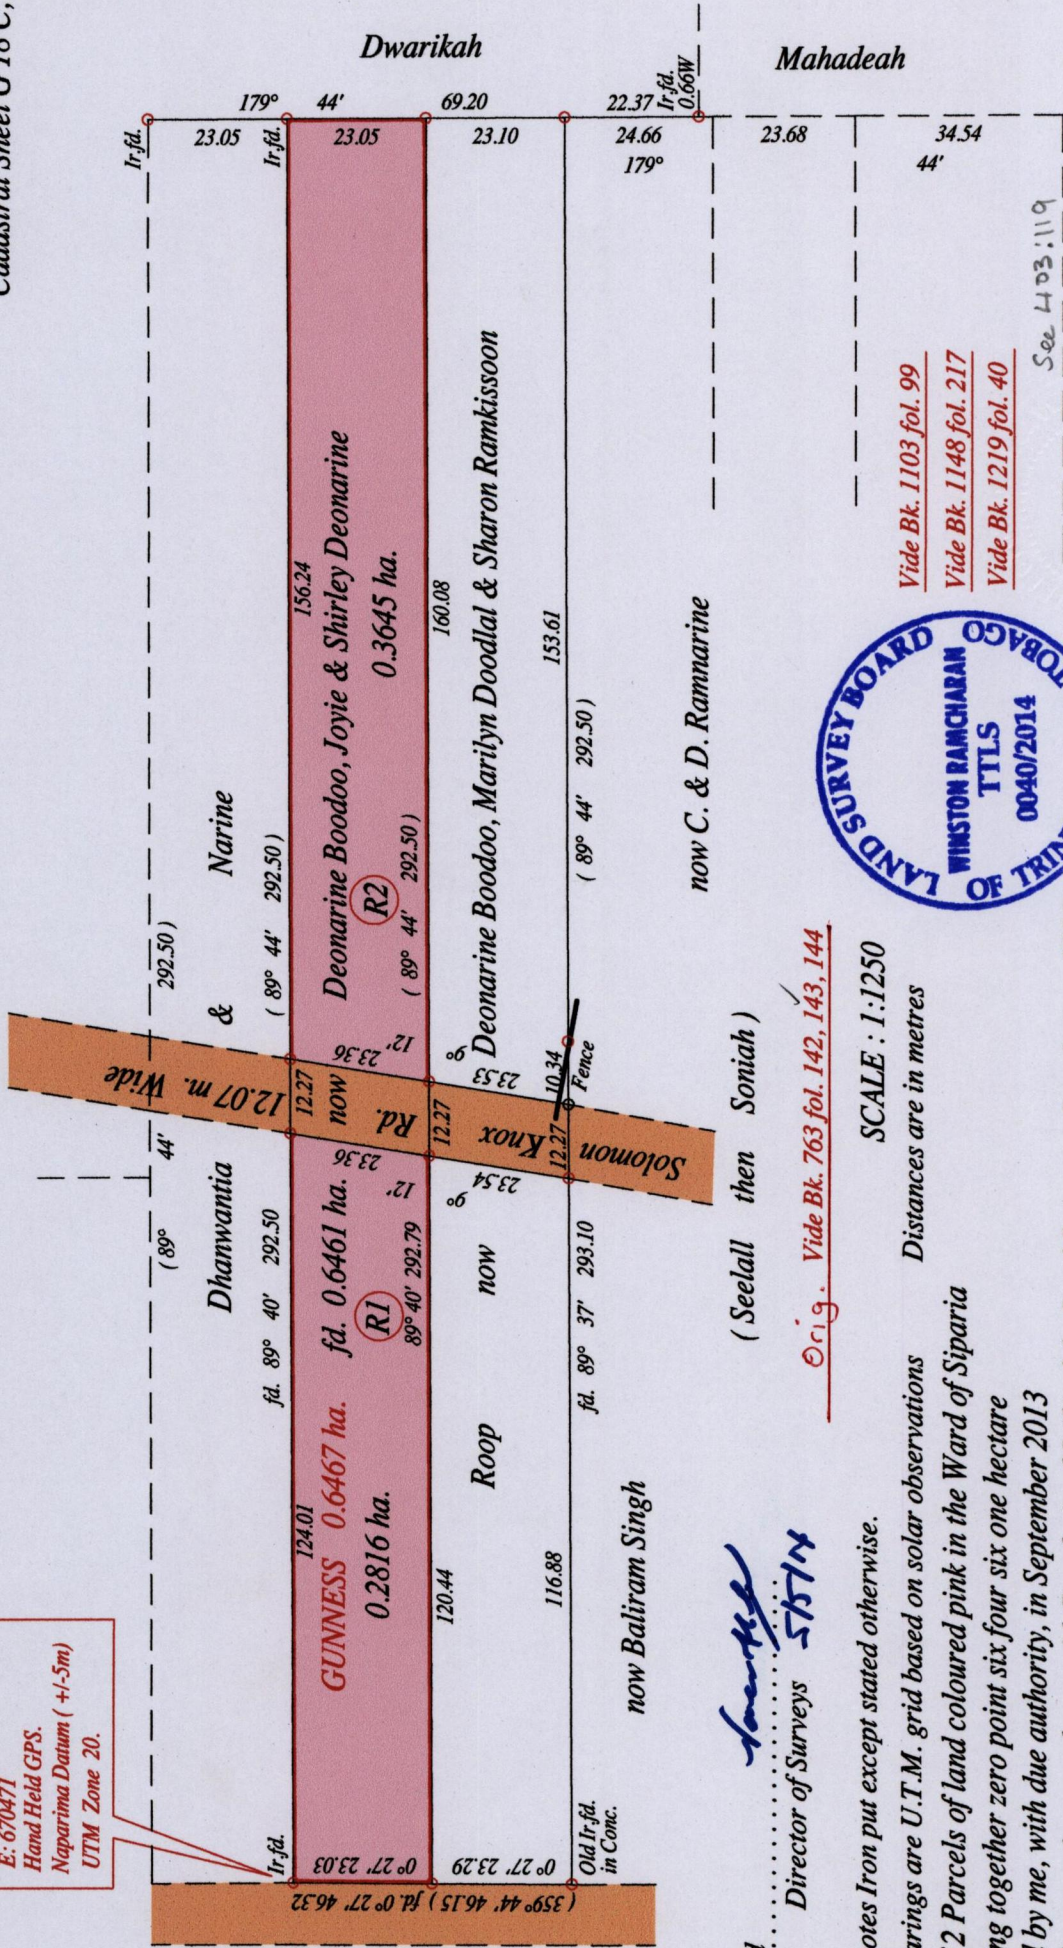 E: 670471
Hand Held GPS.
Naparima Datum ( +/-5m)
UTM Zone 20.
Dwarikah
Mahadeah
179° 44' 69.20 22.37
Ir.fd.
0.66W
Ir.fd.
23.05
Ir.fd.
23.05
23.10
24.66
179°
23.68
34.54
44'
(89° 44' 292.50 )
Dhanwantia & Narine
12.07 m. Wide
fd. 89° 40' 292.50
( 89° 44' 292.50 )
124.01
12.27
156.24
GUNNESS 0.6467 ha. fd. 0.6461 ha. now Deonarine Boodoo, Joyie & Shirley Deonarine
0.2816 ha.
R1
23.36
12'
Rd.
23.36
12'
R2
0.3645 ha.
89° 40' 292.79
( 89° 44' 292.50 )
120.44
12.27
160.08
9°
9°
Roop now Deonarine Boodoo, Marilyn Doodlal & Sharon Ramkissoon
23.54
Knox
23.53
116.88
12.27
10.34
153.61
Fence
fd. 89° 37' 293.10
( 89° 44' 292.50 )
Solomon
Ir.fd.
0° 27' 23.03
0° 27' 23.29
Old Ir.fd.
in Conc.
( 359° 44' 46.15 ) fd. 0° 27' 46.32
now Baliram Singh
now C. & D. Ramnarine
( Seelall then Soniah )
Orig. Vide Bk. 763 fol. 142, 143, 144
Vide Bk. 1103 fol. 99
Vide Bk. 1148 fol. 217
Vide Bk. 1219 fol. 40
See 403:119
5/5/14
Director of Surveys
SCALE : 1:1250
Distances are in metres
LAND SURVEY BOARD
WINSTON RAMCHARAN
TTLS
0040/2014
Iron put except stated otherwise.
are U.T.M. grid based on solar observations
2 Parcels of land coloured pink in the Ward of Siparia
together zero point six four six one hectare
by me, with due authority, in September 2013